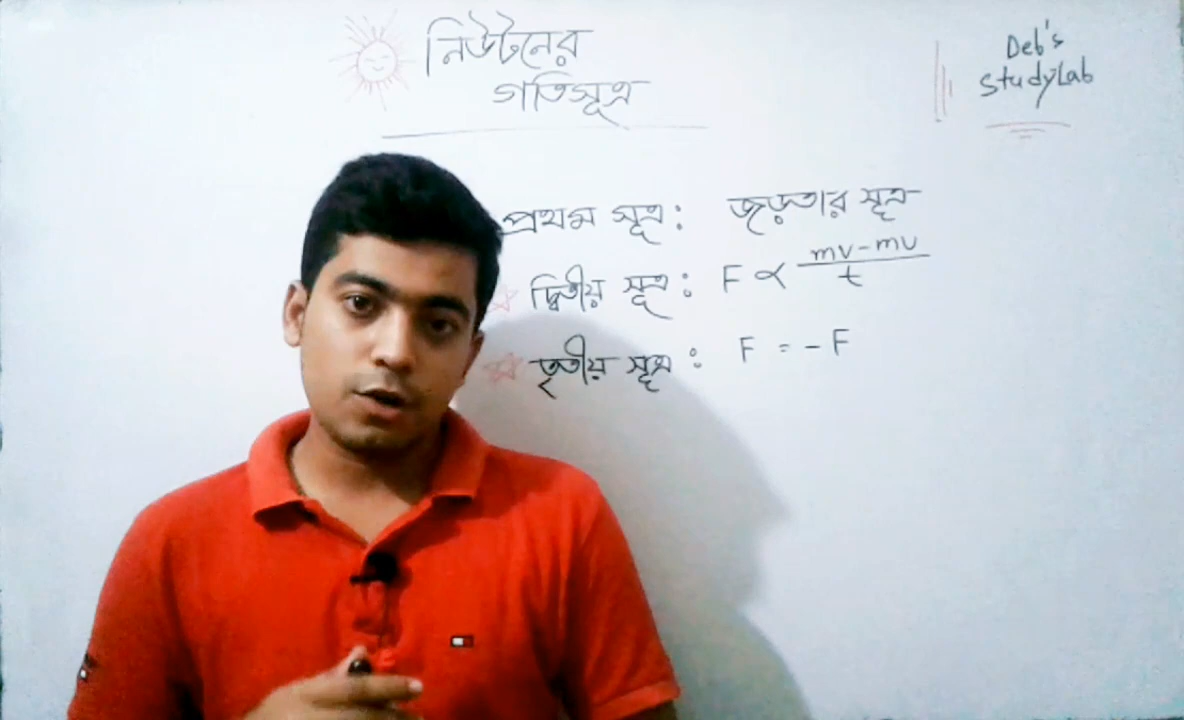 নিউটনের
গতিসূত্র
Deb's
StudyLab
প্রথম সূত্র : জড়তার সূত্র
দ্বিতীয় সূত্র : F ∝ (mv - mu)/t
তৃতীয় সূত্র : F = - F